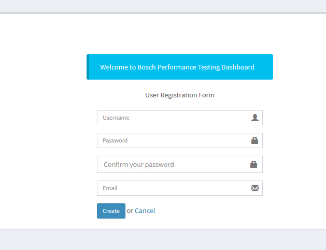 Welcome to Bosch Performance Testing Dashboard
User Registration Form
Username
Password
Confirm your password
Email
Create or Cancel